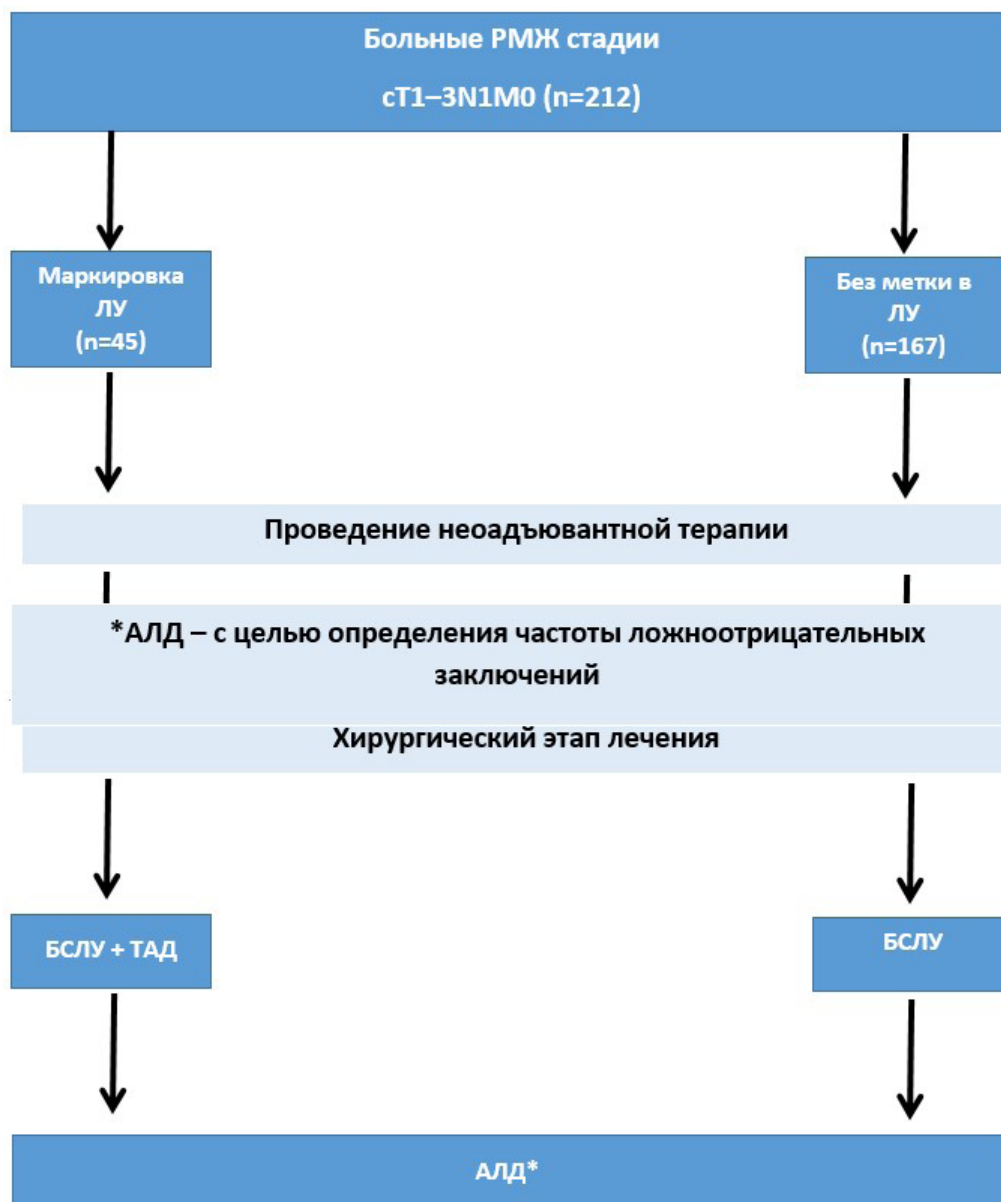 Больные РМЖ стадии
cT1–3N1M0 (n=212)
Маркировка
ЛУ
(n=45)
Без метки в
ЛУ
(n=167)
Проведение неоадъювантной терапии
*АЛД – с целью определения частоты ложноотрицательных
заключений
Хирургический этап лечения
БСЛУ + ТАД
БСЛУ
АЛД*